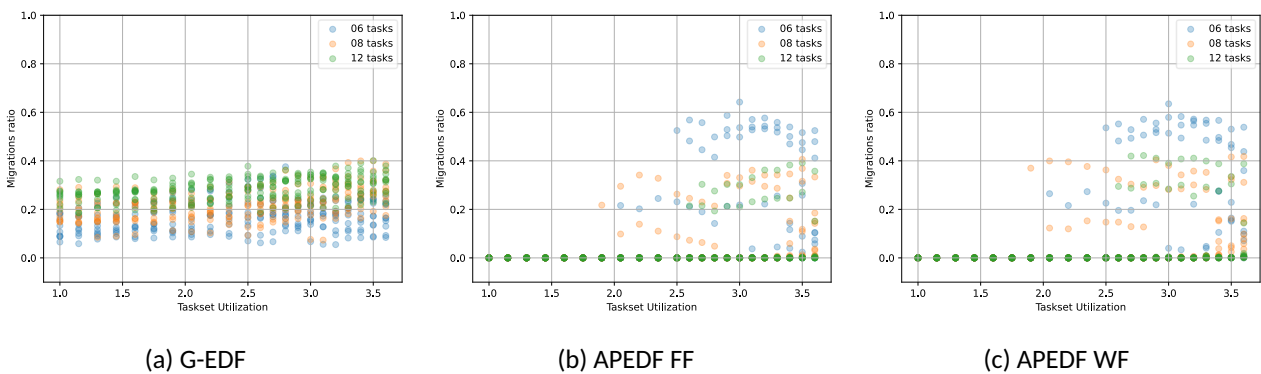 1.0
0.8
0.6
0.4
0.2
0.0
Migrations ratio
06 tasks
08 tasks
12 tasks
1.0 1.5 2.0 2.5 3.0 3.5
Taskset Utilization
(a) G-EDF
1.0
0.8
0.6
0.4
0.2
0.0
Migrations ratio
06 tasks
08 tasks
12 tasks
1.0 1.5 2.0 2.5 3.0 3.5
Taskset Utilization
(b) APEDF FF
1.0
0.8
0.6
0.4
0.2
0.0
Migrations ratio
06 tasks
08 tasks
12 tasks
1.0 1.5 2.0 2.5 3.0 3.5
Taskset Utilization
(c) APEDF WF